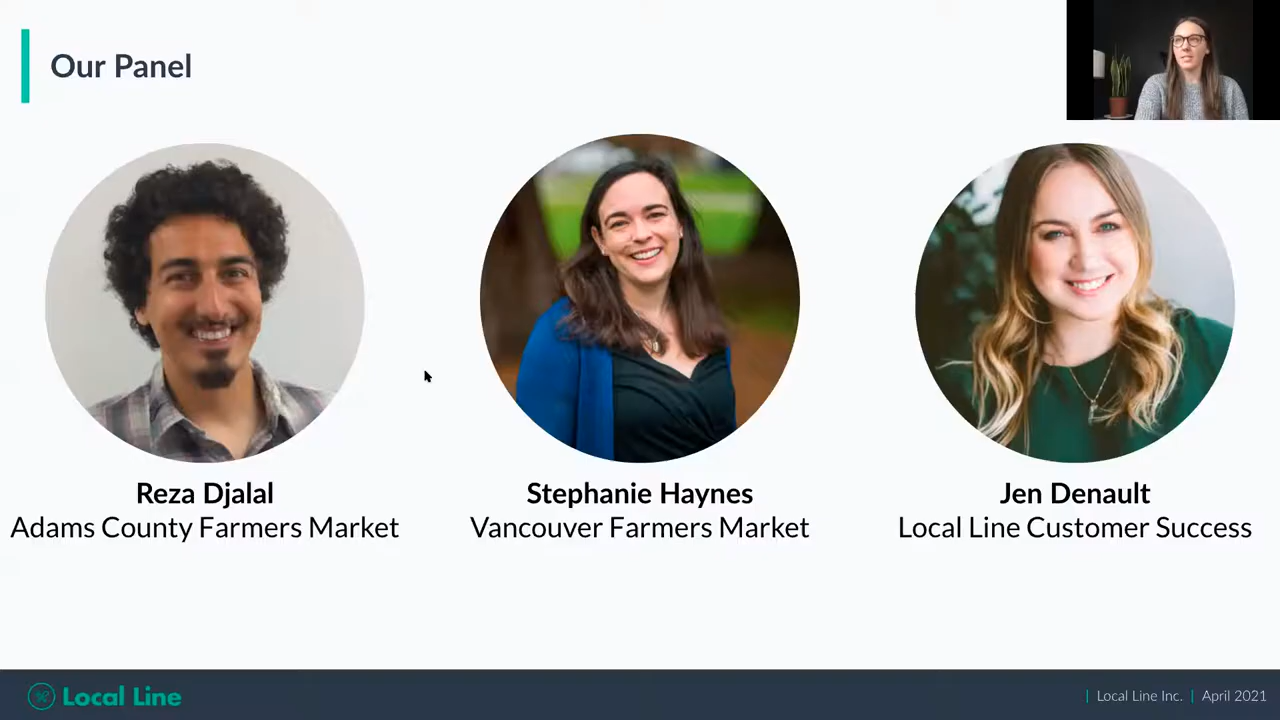 Our Panel
Reza Djalal
Adams County Farmers Market
Stephanie Haynes
Vancouver Farmers Market
Jen Denault
Local Line Customer Success
Local Line
| Local Line Inc. | April 2021